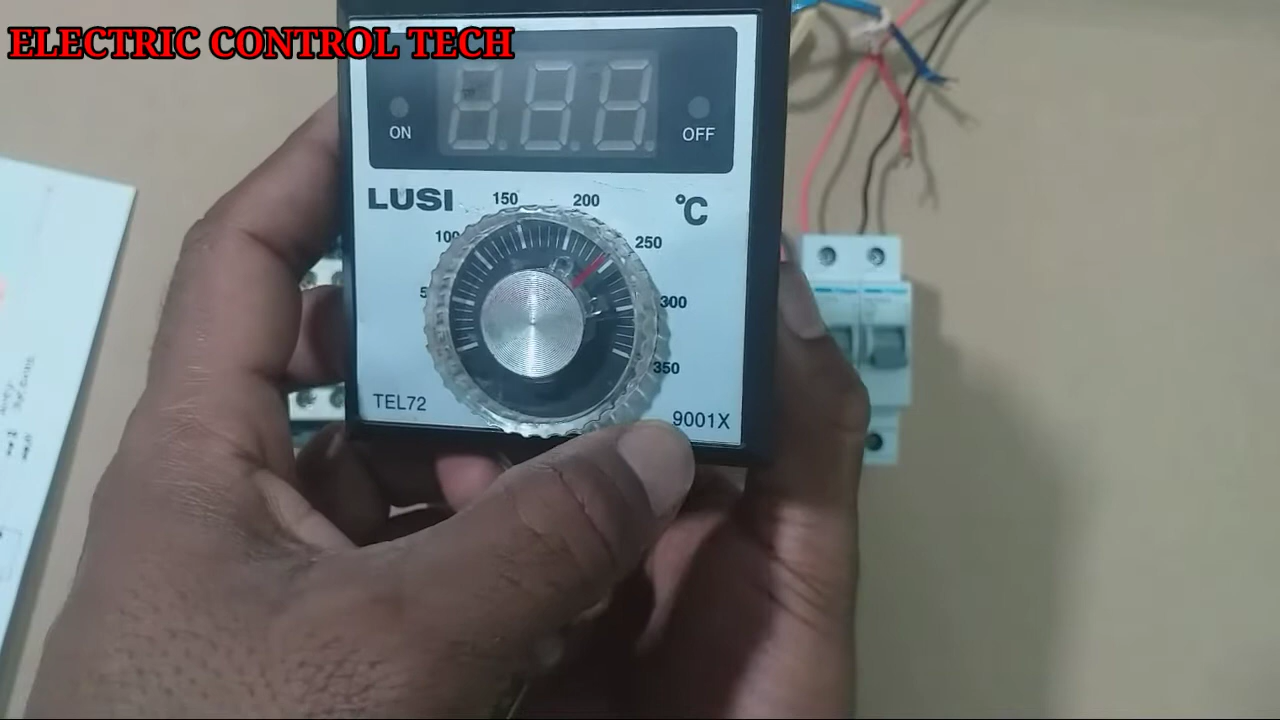 ELECTRIC CONTROL TECH
ON
OFF
LUSI
°C
100
150
200
250
300
350
TEL72
9001X